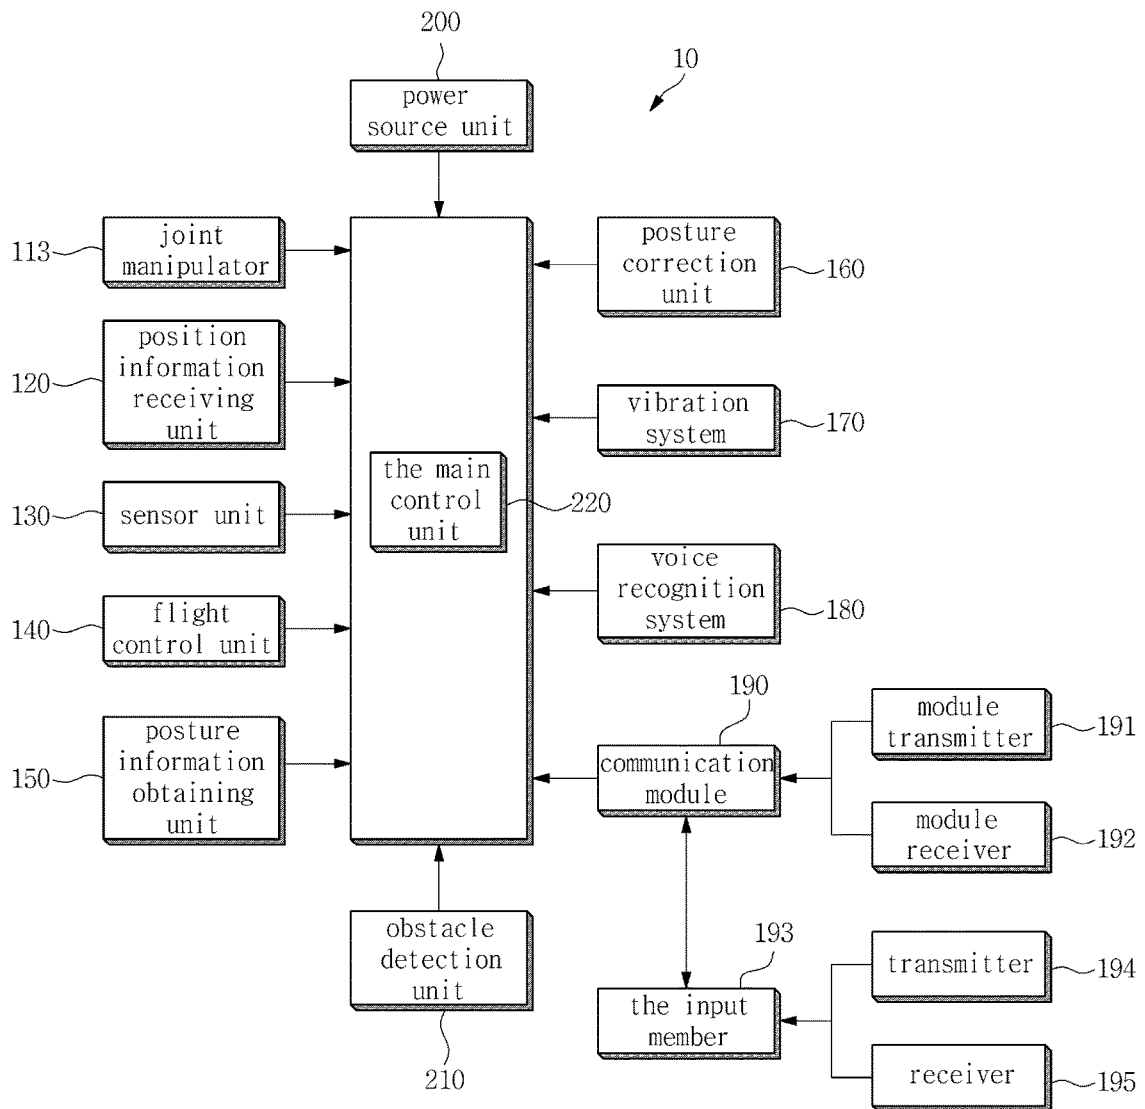 200
10
power
source unit
113
joint
manipulator
posture
correction
unit
160
120
position
information
receiving
unit
vibration
system
170
the main
control
unit
220
130
sensor unit
voice
recognition
system
180
140
flight
control unit
190
150
posture
information
obtaining
unit
communication
module
module
transmitter
191
module
receiver
192
obstacle
detection
unit
210
193
the input
member
transmitter
194
receiver
195